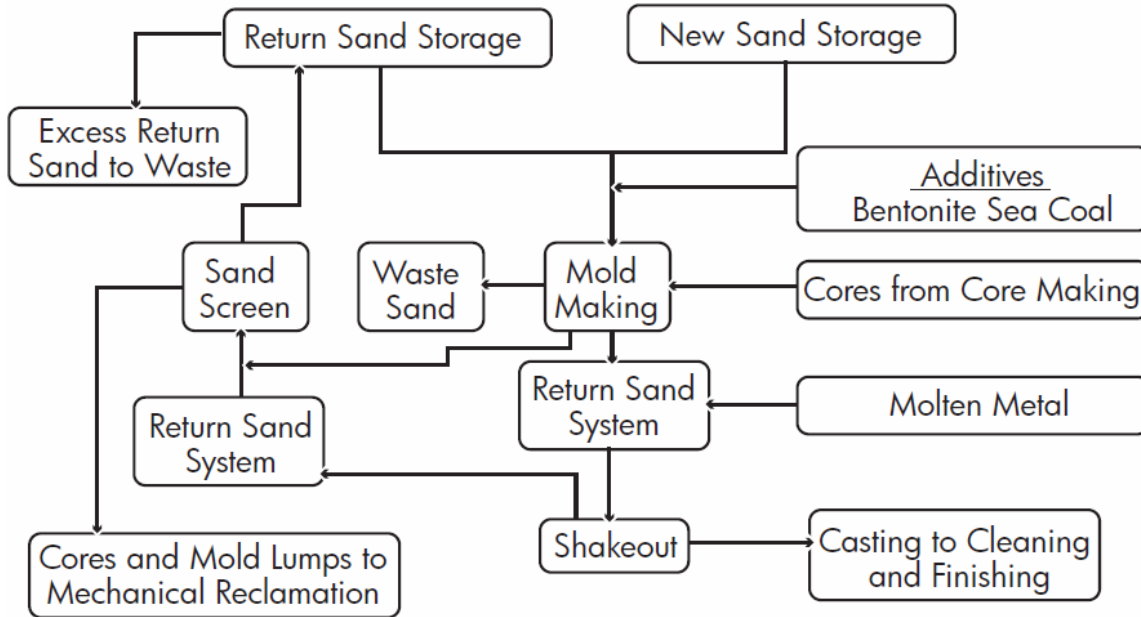 Return Sand Storage
New Sand Storage
Excess Return
Sand to Waste
Additives
Bentonite Sea Coal
Sand
Screen
Waste
Sand
Mold
Making
Cores from Core Making
Return Sand
System
Return Sand
System
Molten Metal
Cores and Mold Lumps to
Mechanical Reclamation
Shakeout
Casting to Cleaning
and Finishing